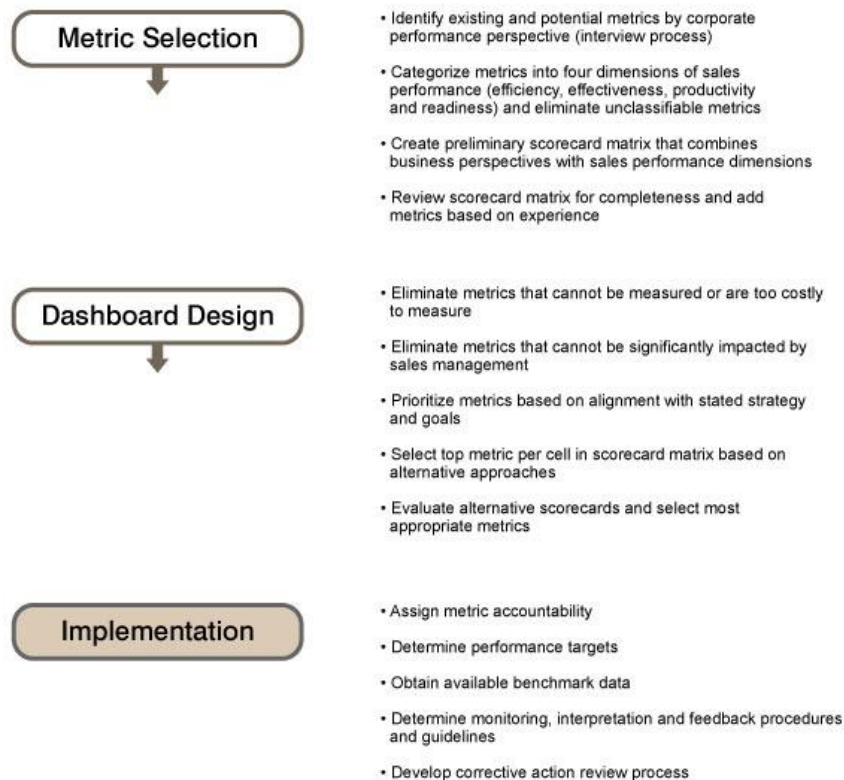 Metric Selection
• Identify existing and potential metrics by corporate
performance perspective (interview process)
• Categorize metrics into four dimensions of sales
performance (efficiency, effectiveness, productivity
and readiness) and eliminate unclassifiable metrics
• Create preliminary scorecard matrix that combines
business perspectives with sales performance dimensions
• Review scorecard matrix for completeness and add
metrics based on experience
Dashboard Design
• Eliminate metrics that cannot be measured or are too costly
to measure
• Eliminate metrics that cannot be significantly impacted by
sales management
• Prioritize metrics based on alignment with stated strategy
and goals
• Select top metric per cell in scorecard matrix based on
alternative approaches
• Evaluate alternative scorecards and select most
appropriate metrics
Implementation
• Assign metric accountability
• Determine performance targets
• Obtain available benchmark data
• Determine monitoring, interpretation and feedback procedures
and guidelines
• Develop corrective action review process